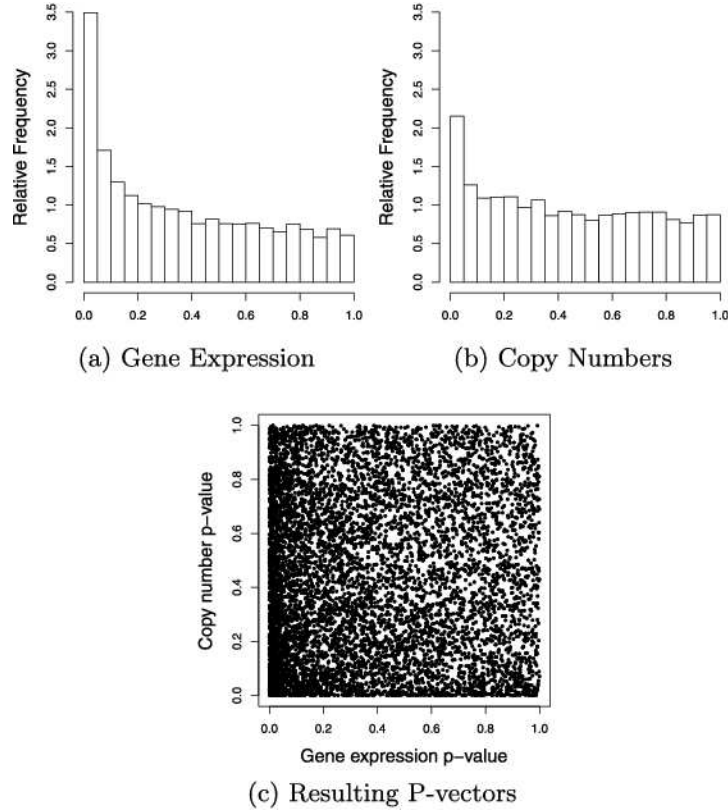 Relative Frequency
0.0 0.5 1.0 1.5 2.0 2.5 3.0 3.5
0.0 0.2 0.4 0.6 0.8 1.0
(a) Gene Expression
Relative Frequency
0.0 0.5 1.0 1.5 2.0 2.5 3.0 3.5
0.0 0.2 0.4 0.6 0.8 1.0
(b) Copy Numbers
Copy number p-value
0.0 0.2 0.4 0.6 0.8 1.0
0.0 0.2 0.4 0.6 0.8 1.0
Gene expression p-value
(c) Resulting P-vectors